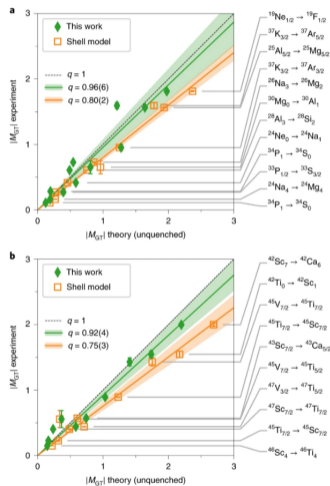 a
This work
Shell model
q = 1
q = 0.96(6)
q = 0.80(2)
|M_GT| experiment
3
2
1
0
0
1
2
3
|M_GT| theory (unquenched)
¹⁹Ne₁/₂ → ¹⁹F₁/₂
³⁷K₃/₂ → ³⁷Ar₅/₂
²⁵Al₅/₂ → ²⁵Mg₅/₂
³⁷K₃/₂ → ³⁷Ar₃/₂
²⁶Na₃ → ²⁶Mg₂
³⁰Mg₀ → ³⁰Al₁
²⁸Al₃ → ²⁸Si₂
²⁴Ne₀ → ²⁴Na₁
³⁴P₁ → ³⁴S₀
³³P₁/₂ → ³³S₃/₂
²⁴Na₄ → ²⁴Mg₄
³⁴P₁ → ³⁴S₀
b
This work
Shell model
q = 1
q = 0.92(4)
q = 0.75(3)
|M_GT| experiment
3
2
1
0
0
1
2
3
|M_GT| theory (unquenched)
⁴²Sc₇ → ⁴²Ca₆
⁴²Ti₀ → ⁴²Sc₁
⁴⁵V₇/₂ → ⁴⁵Ti₇/₂
⁴⁵Ti₇/₂ → ⁴⁵Sc₇/₂
⁴³Sc₇/₂ → ⁴³Ca₅/₂
⁴⁵V₇/₂ → ⁴⁵Ti₅/₂
⁴⁷V₃/₂ → ⁴⁷Ti₅/₂
⁴⁷Sc₇/₂ → ⁴⁷Ti₇/₂
⁴⁵Ti₇/₂ → ⁴⁵Sc₇/₂
⁴⁶Sc₄ → ⁴⁶Ti₄